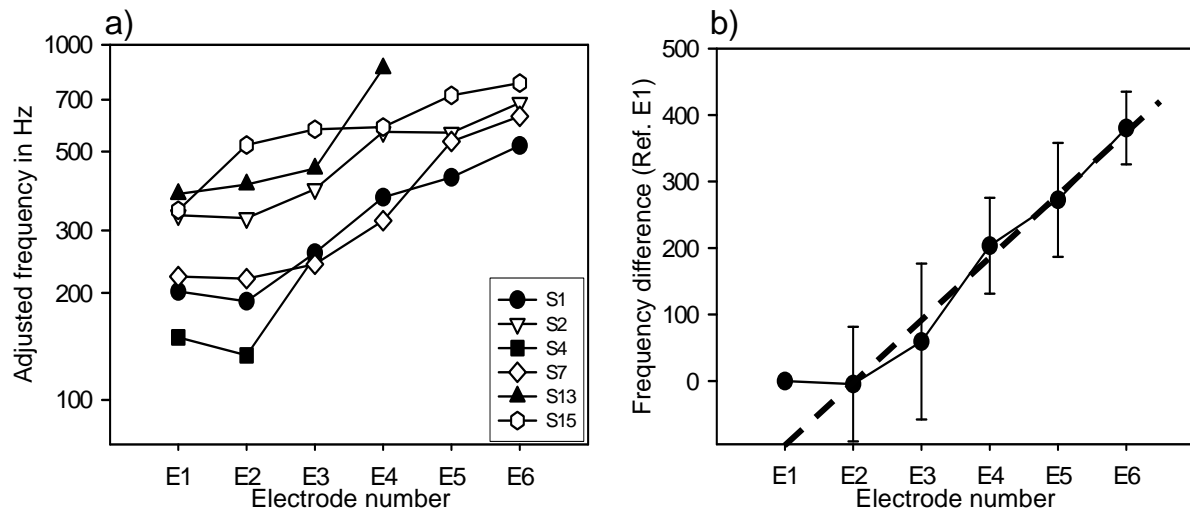 a)
Adjusted frequency in Hz
1000
700
500
300
200
100
E1 E2 E3 E4 E5 E6
Electrode number
S1
S2
S4
S7
S13
S15
b)
Frequency difference (Ref. E1)
500
400
300
200
100
0
E1 E2 E3 E4 E5 E6
Electrode number